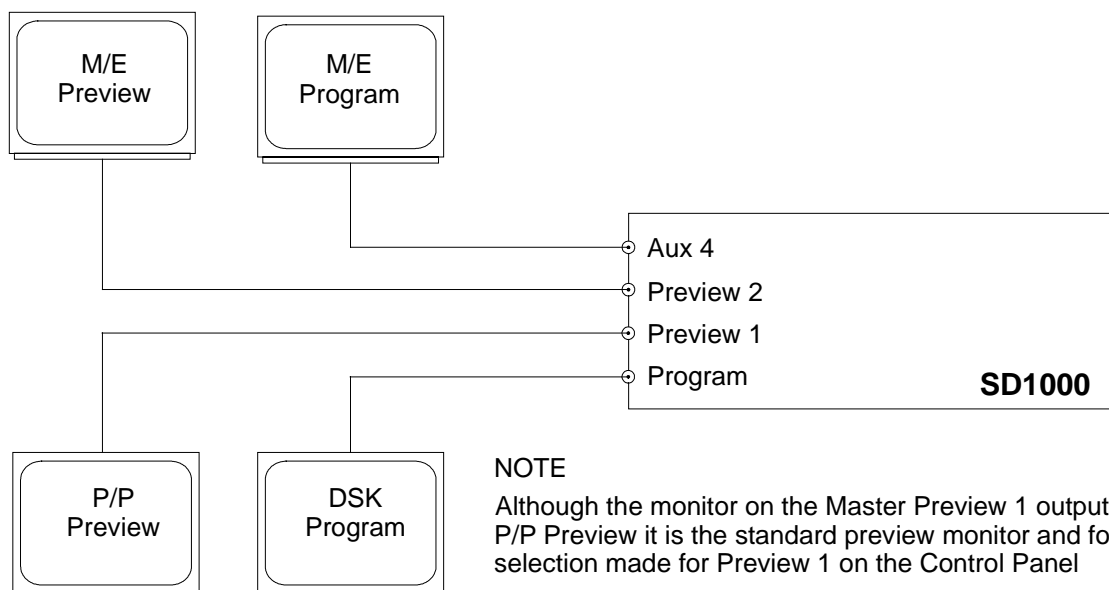 M/E
Preview
M/E
Program
Aux 4
Preview 2
Preview 1
Program
SD1000
P/P
Preview
DSK
Program
NOTE
Although the monitor on the Master Preview 1 output
P/P Preview it is the standard preview monitor and fo
selection made for Preview 1 on the Control Panel